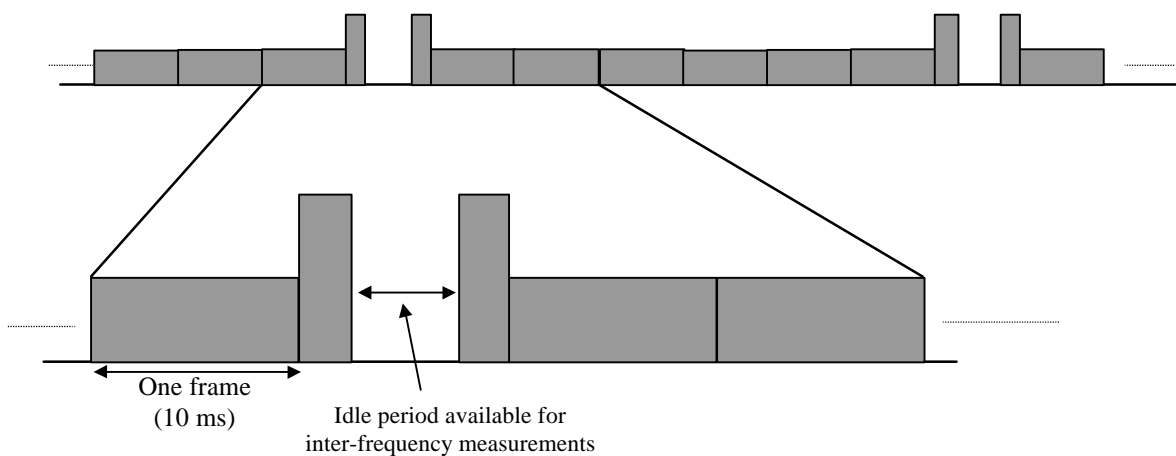 One frame
(10 ms)
Idle period available for
inter-frequency measurements